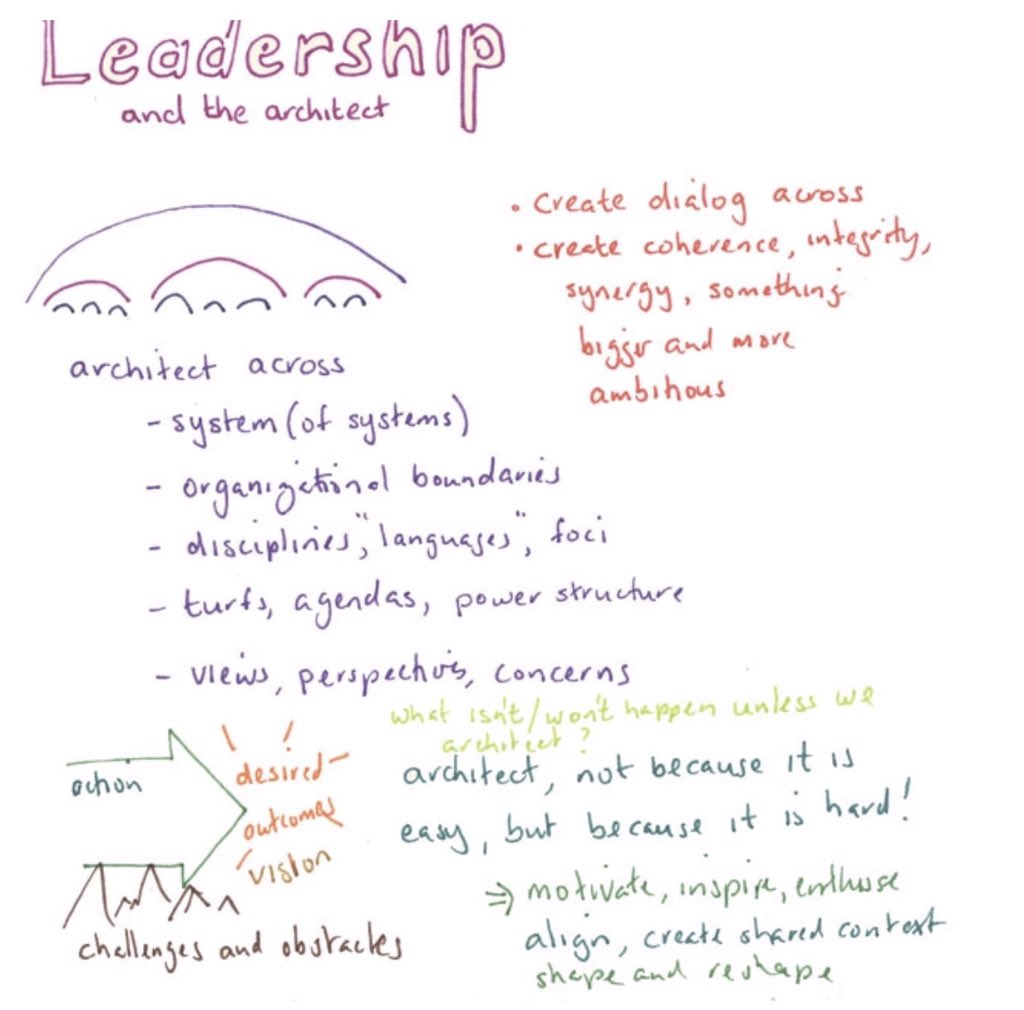 Leadership
and the architect
• create dialog across
• create coherence, integrity,
synergy, something
bigger and more
ambitious
architect across
- system (of systems)
- organizational boundaries
- disciplines, "languages", foci
- turfs, agendas, power structure
- views, perspectives, concerns
what isn't/won't happen unless we
architect?
architect, not because it is
easy, but because it is hard!
action
desired
outcomes
vision
challenges and obstacles
⇒ motivate, inspire, enthuse
align, create shared context
shape and reshape